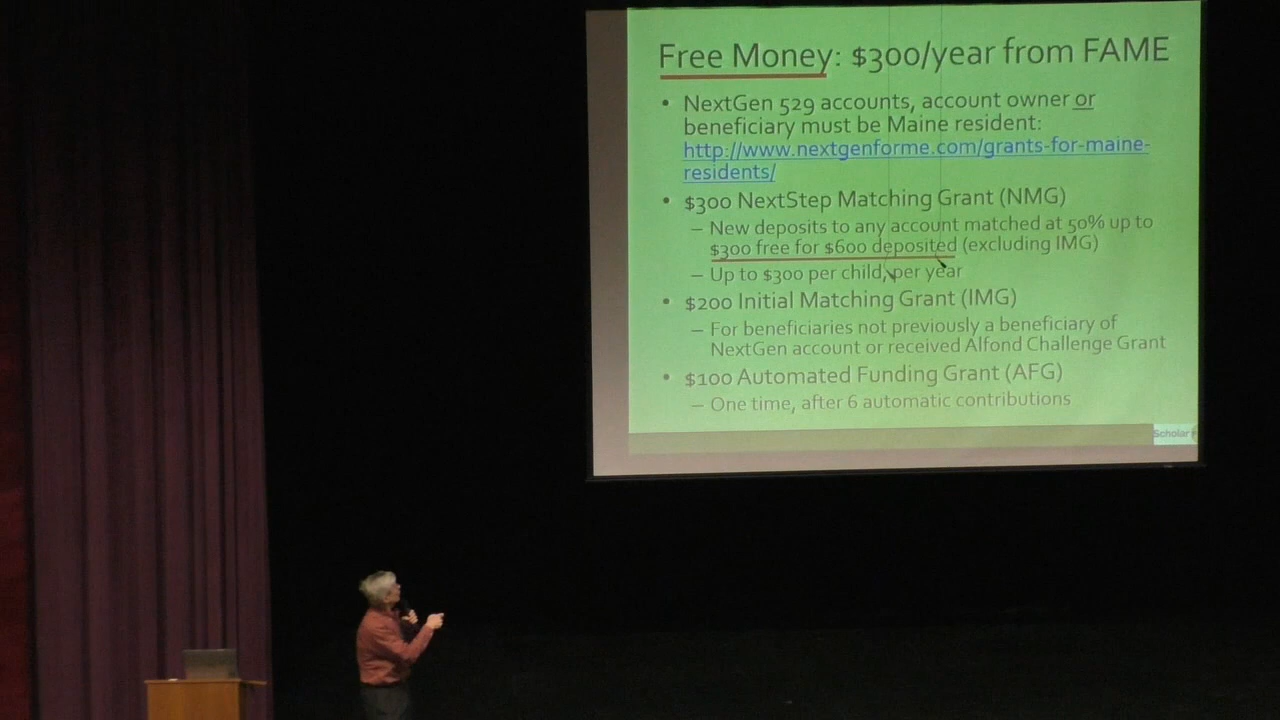 Free Money: $300/year from FAME
• NextGen 529 accounts, account owner or
beneficiary must be Maine resident:
http://www.nextgenforme.com/grants-for-maine-
residents/
• $300 NextStep Matching Grant (NMG)
– New deposits to any account matched at 50% up to
$300 free for $600 deposited (excluding IMG)
– Up to $300 per child, per year
• $200 Initial Matching Grant (IMG)
– For beneficiaries not previously a beneficiary of
NextGen account or received Alfond Challenge Grant
• $100 Automated Funding Grant (AFG)
– One time, after 6 automatic contributions
Scholar